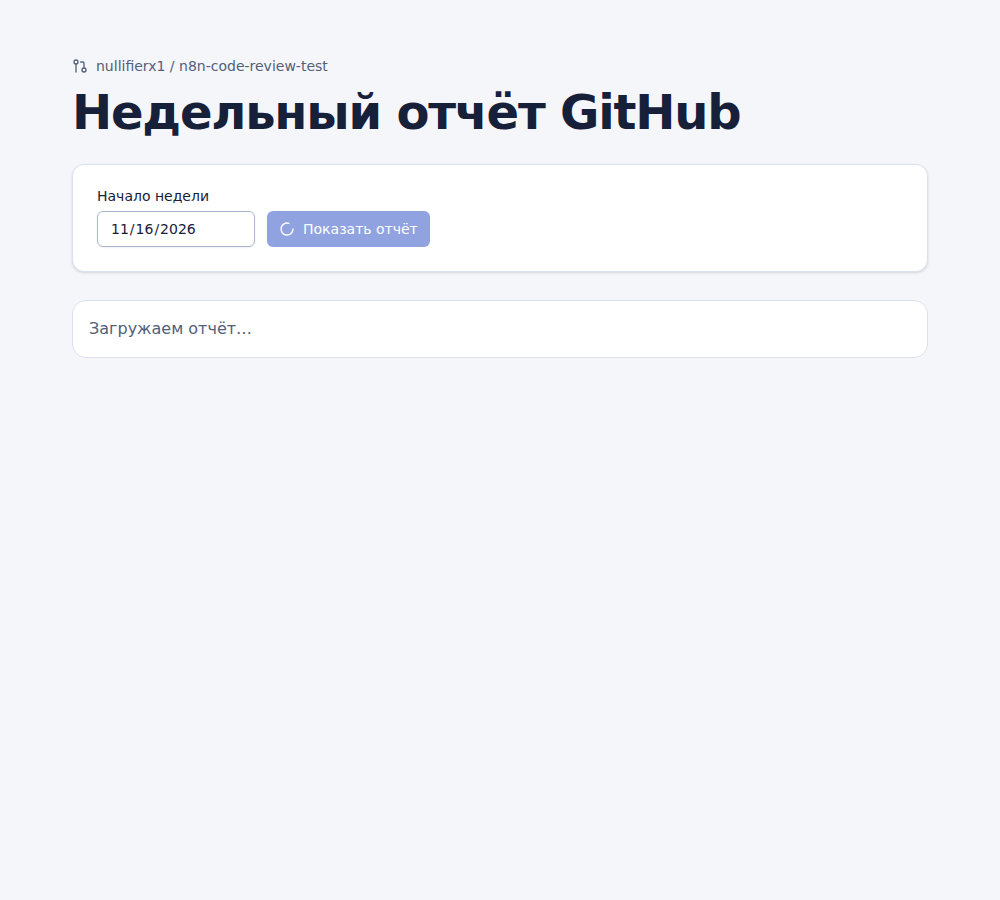 nullifierx1 / n8n-code-review-test
Недельный отчёт GitHub
Начало недели
11/16/2026
Показать отчёт
Загружаем отчёт…